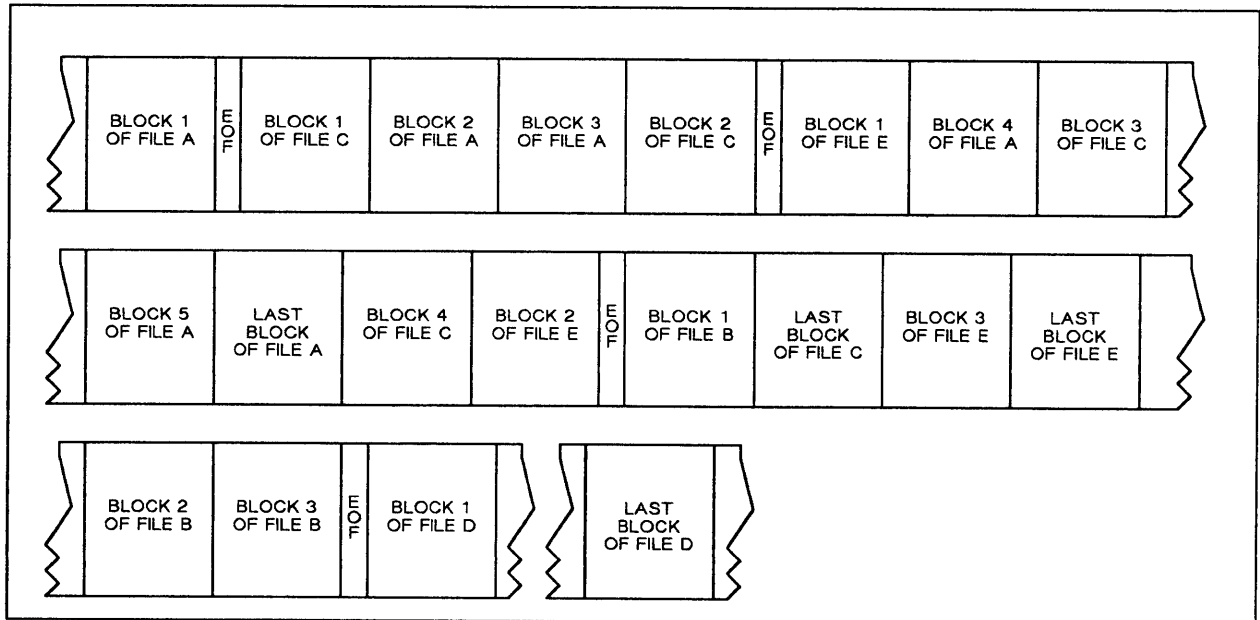 BLOCK 1
OF FILE A
EOF
BLOCK 1
OF FILE C
BLOCK 2
OF FILE A
BLOCK 3
OF FILE A
BLOCK 2
OF FILE C
EOF
BLOCK 1
OF FILE E
BLOCK 4
OF FILE A
BLOCK 3
OF FILE C
BLOCK 5
OF FILE A
LAST
BLOCK
OF FILE A
BLOCK 4
OF FILE C
BLOCK 2
OF FILE E
EOF
BLOCK 1
OF FILE B
LAST
BLOCK
OF FILE C
BLOCK 3
OF FILE E
LAST
BLOCK
OF FILE E
BLOCK 2
OF FILE B
BLOCK 3
OF FILE B
EOF
BLOCK 1
OF FILE D
LAST
BLOCK
OF FILE D